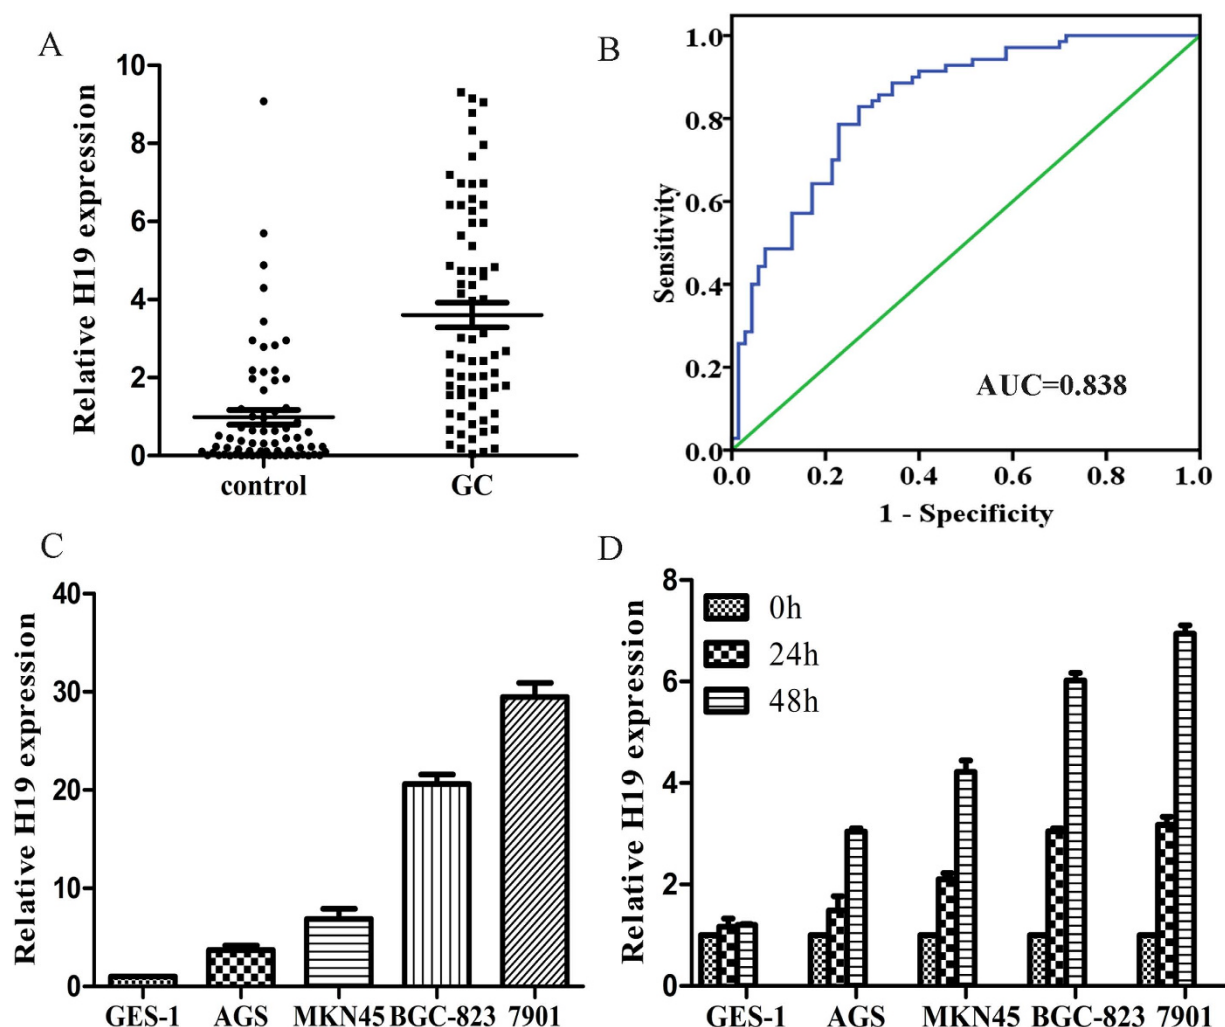 A
Relative H19 expression
10
8
6
4
2
0
control
GC
B
Sensitivity
1.0
0.8
0.6
0.4
0.2
0.0
AUC=0.838
0.0
0.2
0.4
0.6
0.8
1.0
1 - Specificity
C
Relative H19 expression
40
30
20
10
0
GES-1
AGS
MKN45
BGC-823
7901
D
Relative H19 expression
8
6
4
2
0
0h
24h
48h
GES-1
AGS
MKN45
BGC-823
7901